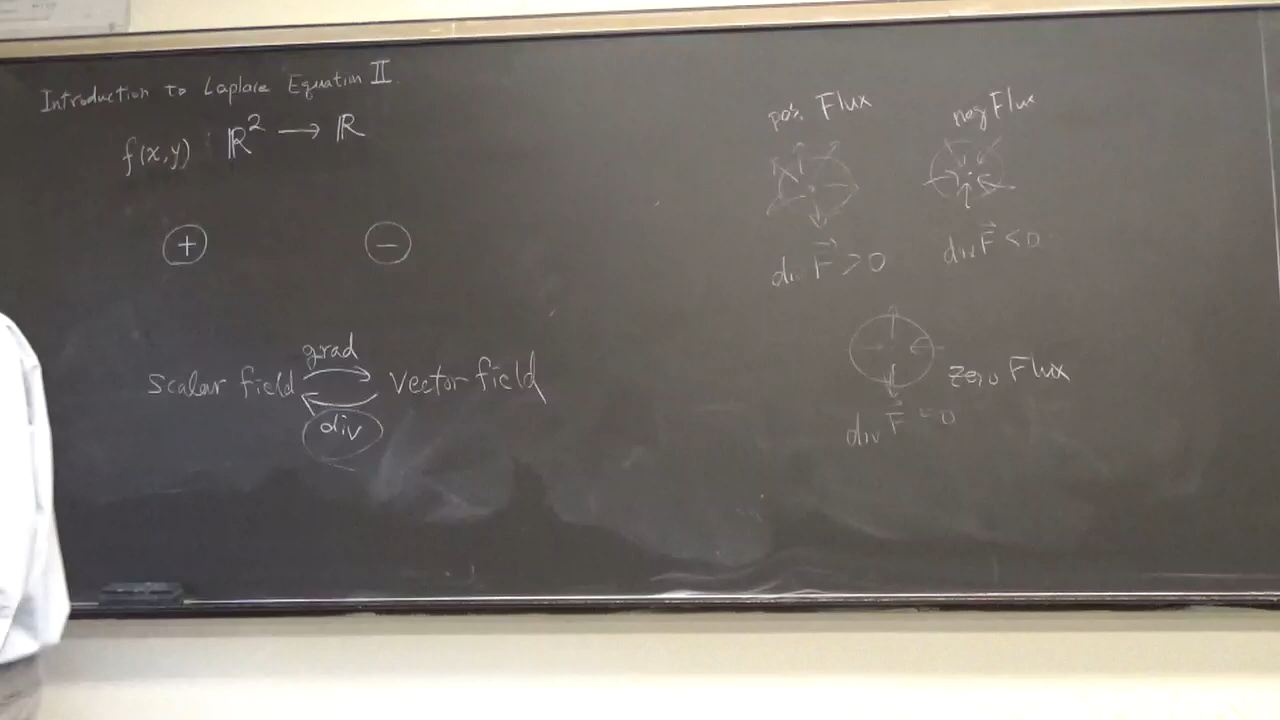 Introduction to Laplace Equation II
f(x,y) : ℝ² → ℝ
+ −
grad
Scalar field vector field
div
pos. Flux neg Flux
div F⃗ > 0 div F⃗ < 0
zero Flux
div F⃗ = 0